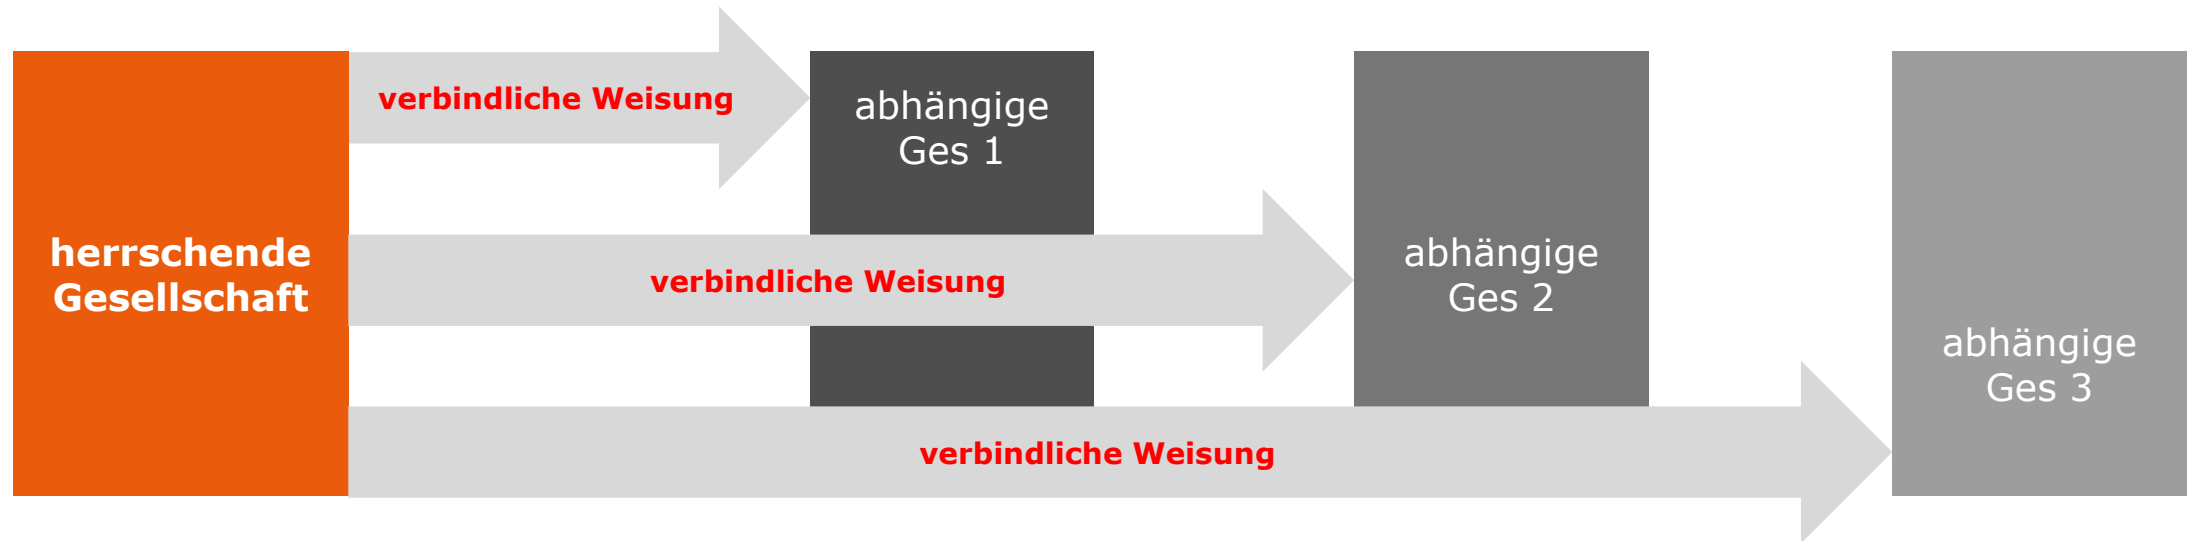 verbindliche Weisung
abhängige
Ges 1
herrschende
Gesellschaft
verbindliche Weisung
abhängige
Ges 2
abhängige
Ges 3
verbindliche Weisung